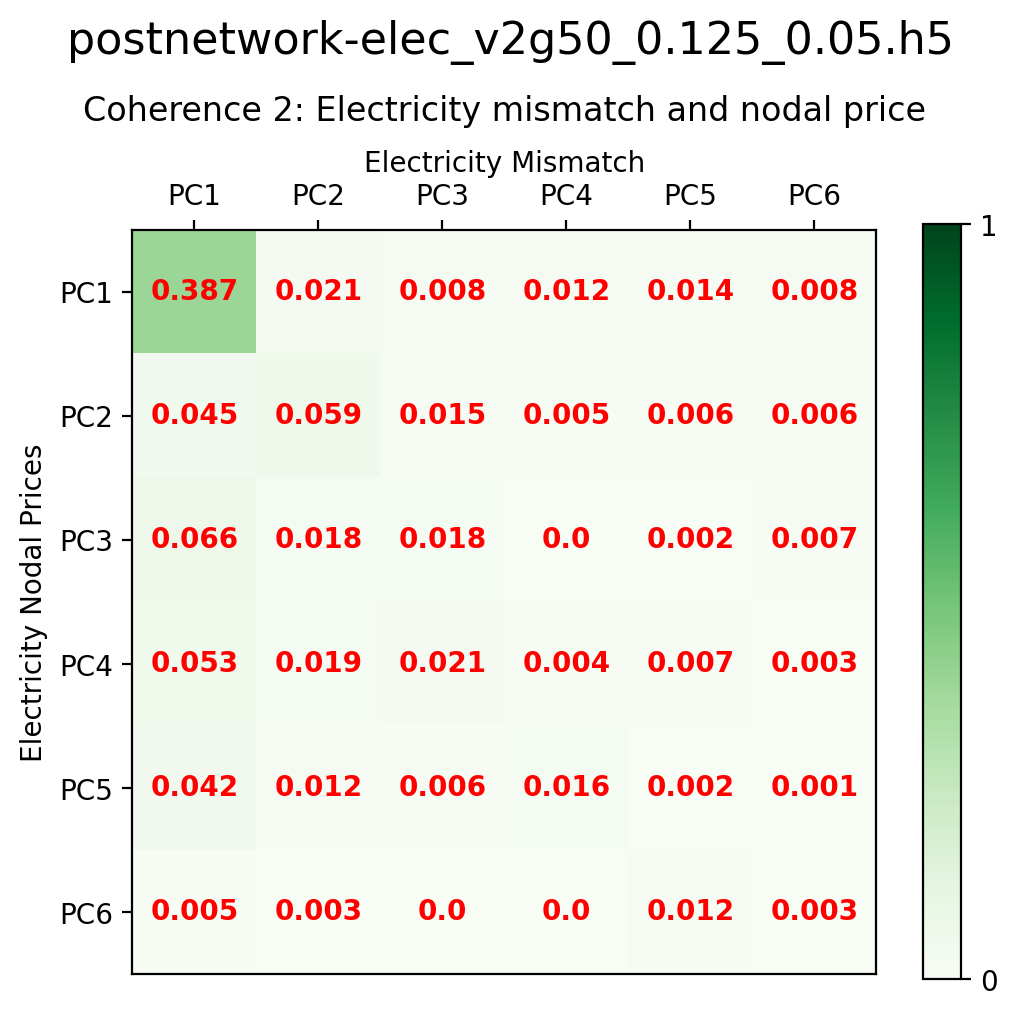 postnetwork-elec_v2g50_0.125_0.05.h5
Coherence 2: Electricity mismatch and nodal price
Electricity Mismatch
PC1 PC2 PC3 PC4 PC5 PC6
1
PC1 0.387 0.021 0.008 0.012 0.014 0.008
PC2 0.045 0.059 0.015 0.005 0.006 0.006
PC3 0.066 0.018 0.018 0.0 0.002 0.007
PC4 0.053 0.019 0.021 0.004 0.007 0.003
PC5 0.042 0.012 0.006 0.016 0.002 0.001
PC6 0.005 0.003 0.0 0.0 0.012 0.003
0
Electricity Nodal Prices